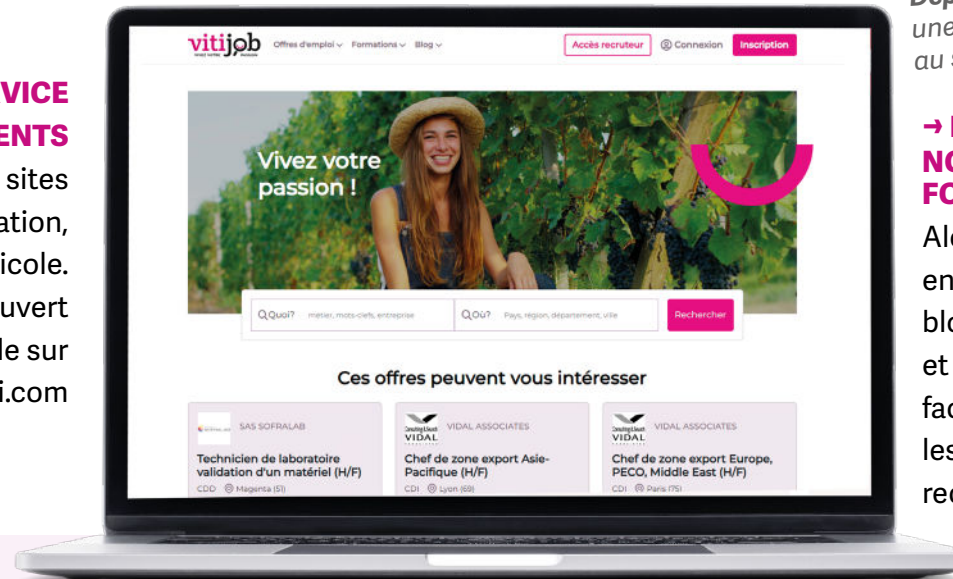 VICE
ENTS
sites
ation,
icole.
uvert
le sur
i.com
vitijob
Offres d'emploi
Formations
Blog
Accès recruteur
Connexion
Inscription
Vivez votre
passion !
Quoi? métier, mots-clefs, entreprise
Où? Pays, région, département, ville
Rechercher
Ces offres peuvent vous intéresser
SAS SOFRALAB
Technicien de laboratoire
validation d'un matériel (H/F)
CDD Magenta (51)
VIDAL
VIDAL ASSOCIATES
Chef de zone export Asie-
Pacifique (H/F)
CDI Lyon (69)
VIDAL
VIDAL ASSOCIATES
Chef de zone export Europe,
PECO, Middle East (H/F)
CDI Paris (75)
une
au s
→
NO
FO
en
blo
et
fac
les
rec